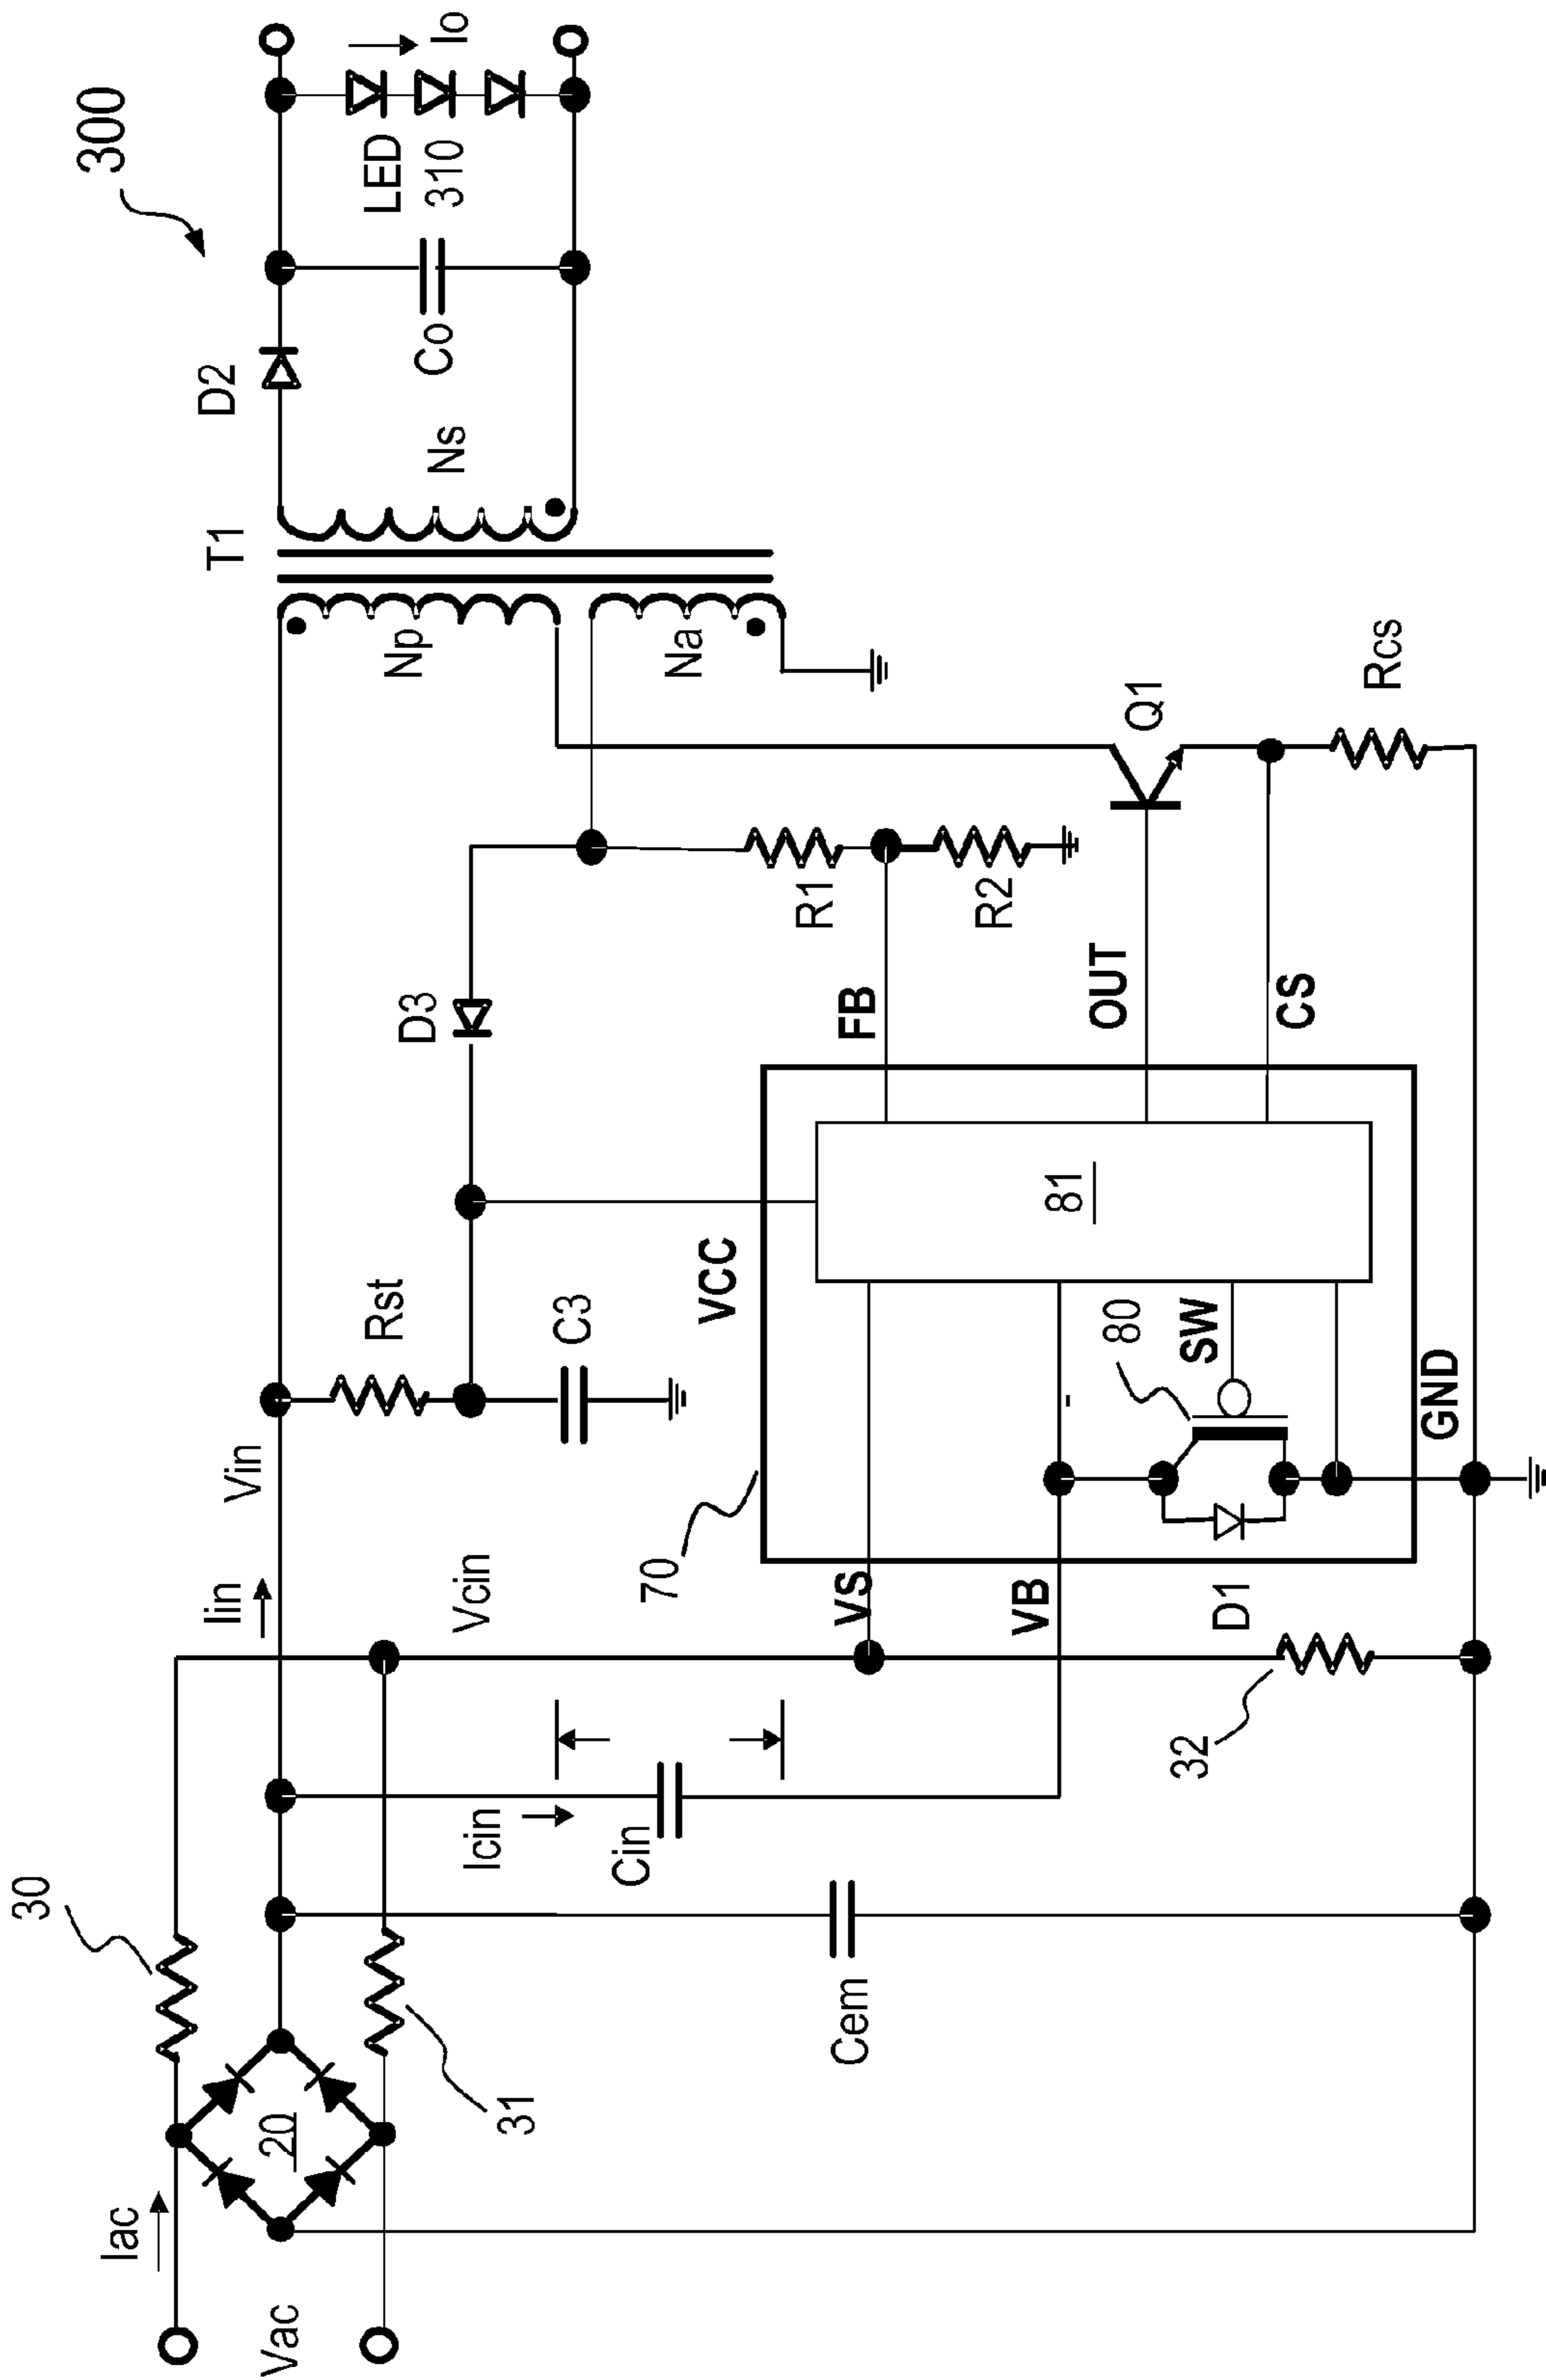 300
T1
D2
LED
310
Io
Co
Ns
Np
Na
30
Iac
Vac
20
31
Iin
Vin
Rst
C3
D3
Icin
Cin
Vcin
Cem
70
VCC
R1
R2
FB
Q1
OUT
CS
Rcs
VS
VB
81
80
SW
D1
32
GND
-